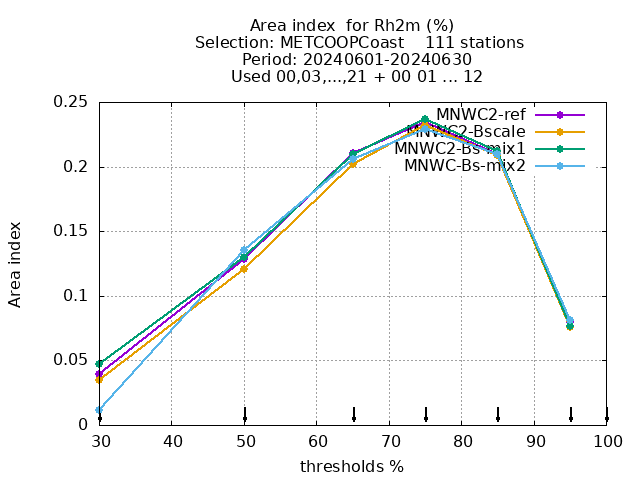 Area index  for Rh2m (%)
Selection: METCOOPCoast    111 stations
Period: 20240601-20240630
Used 00,03,...,21 + 00 01 ... 12
0.25
0.2
0.15
0.1
0.05
0
Area index
MNWC2-ref
MNWC2-Bscale
MNWC2-Bs-mix1
MNWC-Bs-mix2
30 40 50 60 70 80 90 100
thresholds %